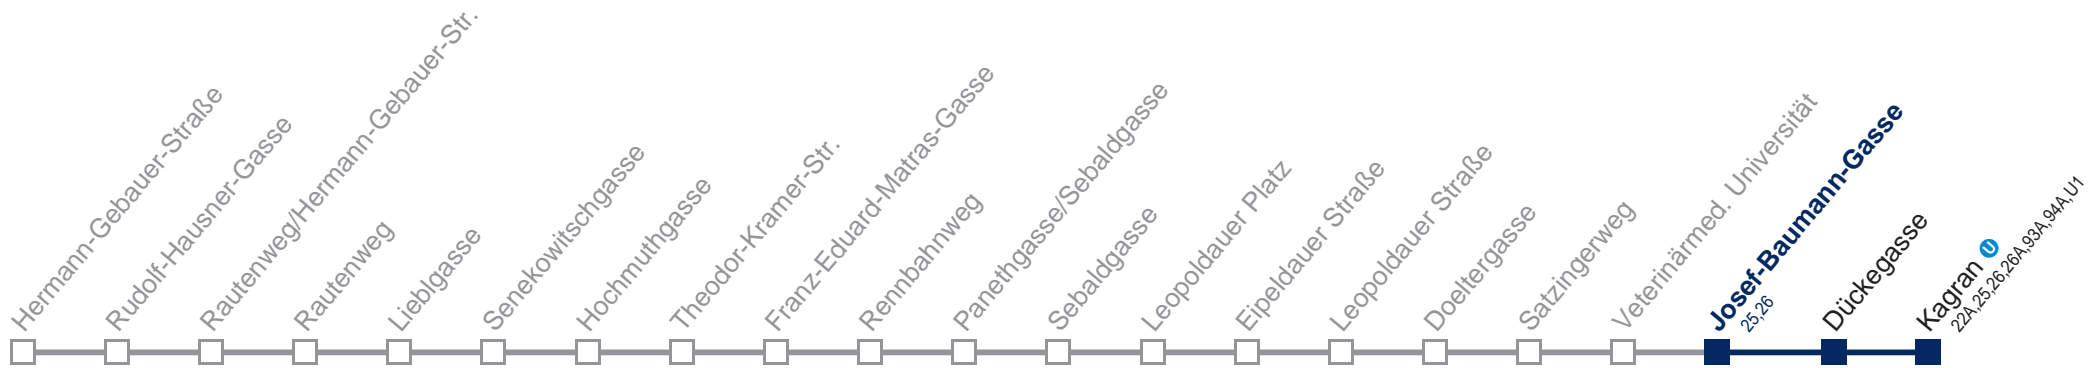 Hermann-Gebauer-Straße
Rudolf-Hausner-Gasse
Rautenweg/Hermann-Gebauer-Str.
Rautenweg
Lieblgasse
Senekowitschgasse
Hochmuthgasse
Theodor-Kramer-Str.
Franz-Eduard-Matras-Gasse
Rennbahnweg
Panethgasse/Sebaldgasse
Sebaldgasse
Leopoldauer Platz
Eipeldauer Straße
Leopoldauer Straße
Doeltergasse
Satzingerweg
Veterinärmed. Universität
Josef-Baumann-Gasse
25,26
Dückegasse
Kagran U
22A,25,26,26A,93A,94A,U1